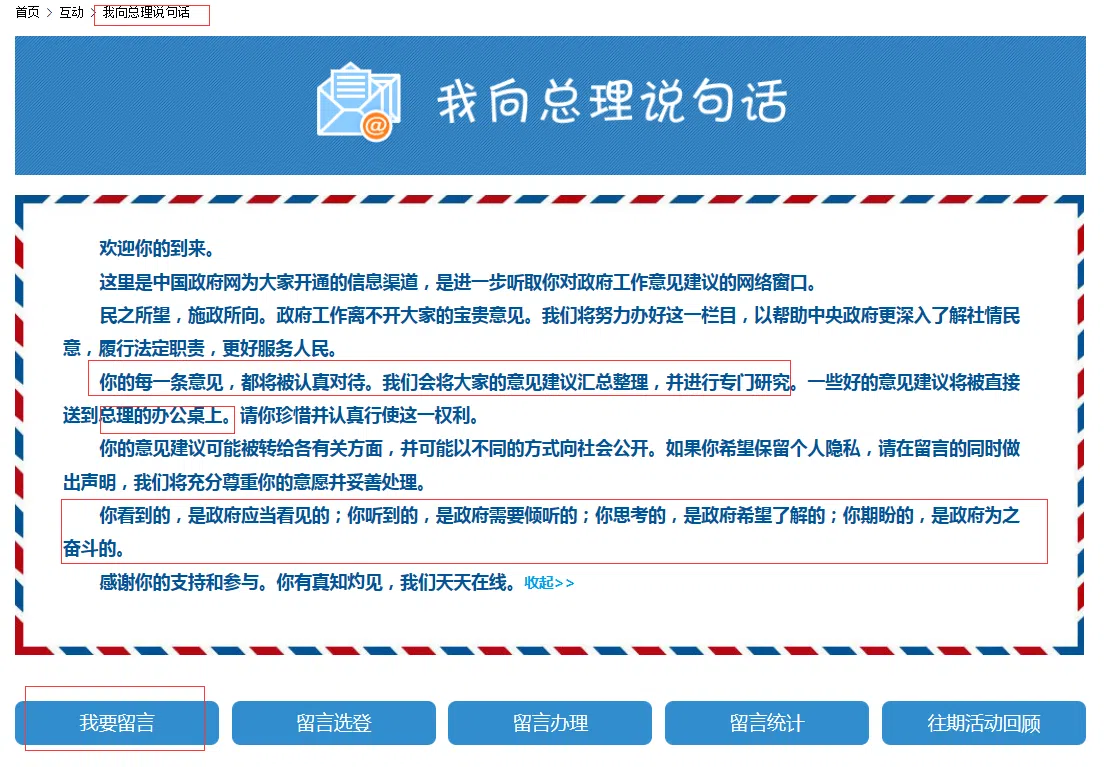 首页 > 互动 > 我向总理说句话
@
我向总理说句话
欢迎你的到来。
这里是中国政府网为大家开通的信息渠道，是进一步听取你对政府工作意见建议的网络窗口。
民之所望，施政所向。政府工作离不开大家的宝贵意见。我们将努力办好这一栏目，以帮助中央政府更深入了解社情民
意，履行法定职责，更好服务人民。
你的每一条意见，都将被认真对待。我们会将大家的意见建议汇总整理，并进行专门研究。一些好的意见建议将被直接
送到总理的办公桌上。请你珍惜并认真行使这一权利。
你的意见建议可能被转给各有关方面，并可能以不同的方式向社会公开。如果你希望保留个人隐私，请在留言的同时做
出声明，我们将充分尊重你的意愿并妥善处理。
你看到的，是政府应当看见的；你听到的，是政府需要倾听的；你思考的，是政府希望了解的；你期盼的，是政府为之
奋斗的。
感谢你的支持和参与。你有真知灼见，我们天天在线。收起>>
我要留言 留言选登 留言办理 留言统计 往期活动回顾